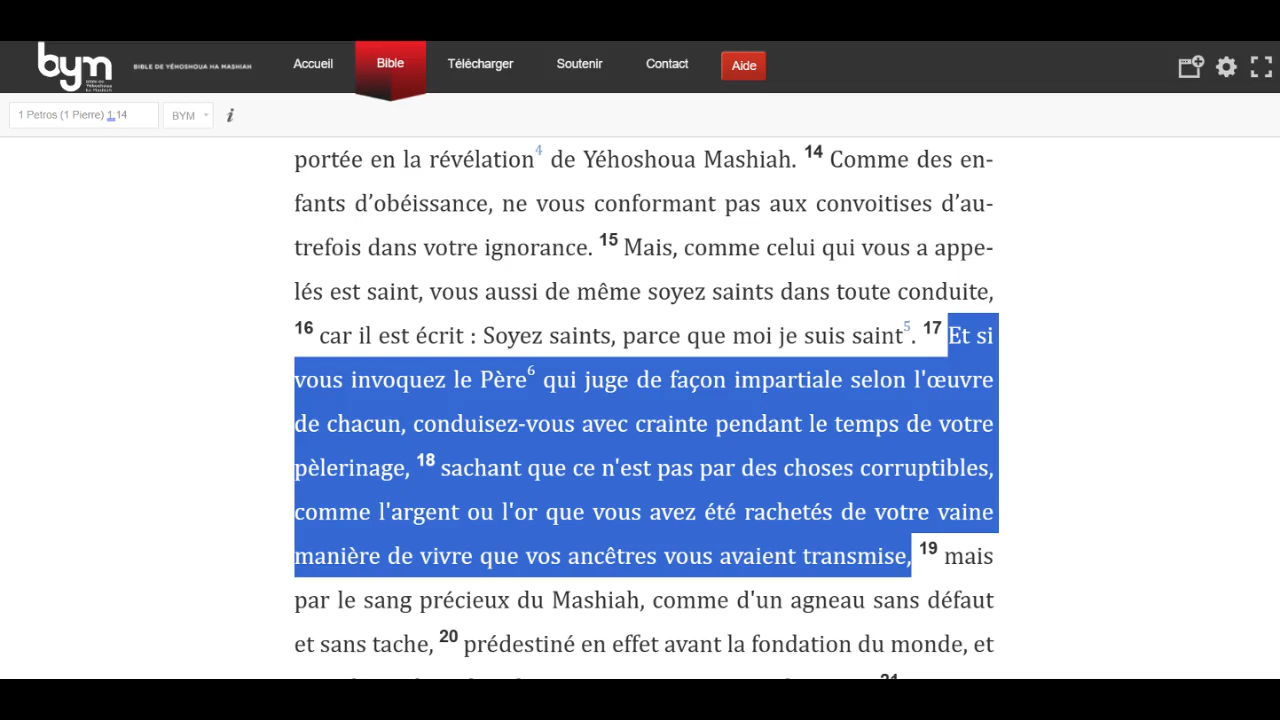 bym BIBLE DE YÉHOSHOUA HA MASHIAH Accueil Bible Télécharger Soutenir Contact Aide
1 Petros (1 Pierre) 1:14 BYM i
portée en la révélation4 de Yéhoshoua Mashiah. 14 Comme des en-
fants d’obéissance, ne vous conformant pas aux convoitises d’au-
trefois dans votre ignorance. 15 Mais, comme celui qui vous a appe-
lés est saint, vous aussi de même soyez saints dans toute conduite,
16 car il est écrit : Soyez saints, parce que moi je suis saint5. 17 Et si
vous invoquez le Père6 qui juge de façon impartiale selon l'œuvre
de chacun, conduisez-vous avec crainte pendant le temps de votre
pèlerinage, 18 sachant que ce n'est pas par des choses corruptibles,
comme l'argent ou l'or que vous avez été rachetés de votre vaine
manière de vivre que vos ancêtres vous avaient transmise, 19 mais
par le sang précieux du Mashiah, comme d'un agneau sans défaut
et sans tache, 20 prédestiné en effet avant la fondation du monde, et